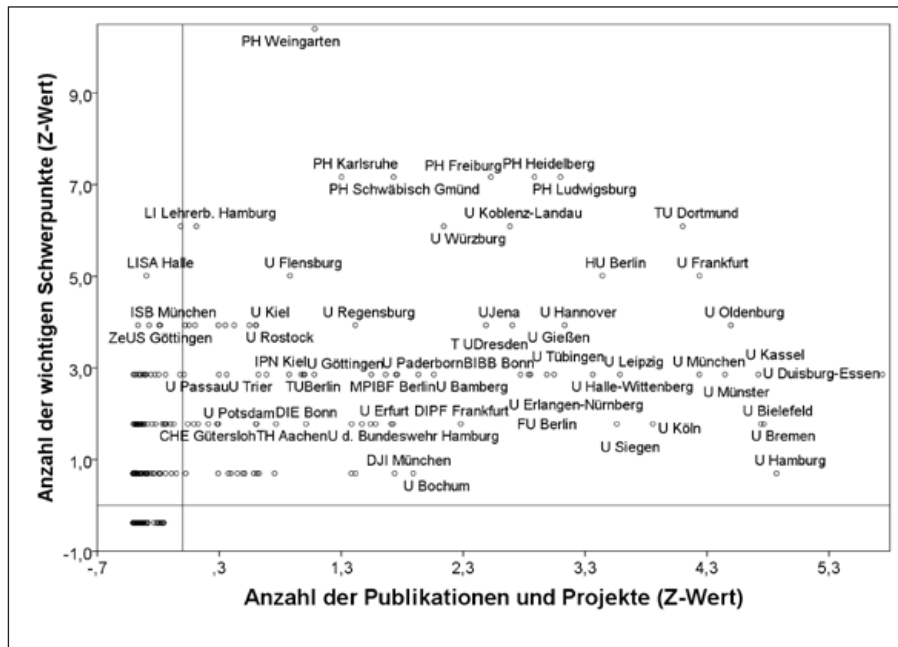 Anzahl der wichtigen Schwerpunkte (Z-Wert)
9,0
7,0
5,0
3,0
1,0
-1,0
PH Weingarten
PH Karlsruhe PH Freiburg PH Heidelberg
PH Schwäbisch Gmünd PH Ludwigsburg
LI Lehrerb. Hamburg U Koblenz-Landau TU Dortmund
U Würzburg
LISA Halle U Flensburg HU Berlin U Frankfurt
ISB München U Kiel U Regensburg UJena U Hannover U Oldenburg
ZeUS Göttingen U Rostock T UDresden U Gießen
IPN Kiel U Göttingen U Paderborn BIBB Bonn U Tübingen U Leipzig U München U Kassel
U Duisburg-Essen
U Passau U Trier TUBerlin MPIBF Berlin U Bamberg U Halle-Wittenberg U Münster
U Potsdam DIE Bonn U Erfurt DIPF Frankfurt U Erlangen-Nürnberg U Bielefeld
CHE Gütersloh TH Aachen U d. Bundeswehr Hamburg FU Berlin U Siegen U Köln U Bremen
DJI München U Hamburg
U Bochum
-,7 ,3 1,3 2,3 3,3 4,3 5,3
Anzahl der Publikationen und Projekte (Z-Wert)